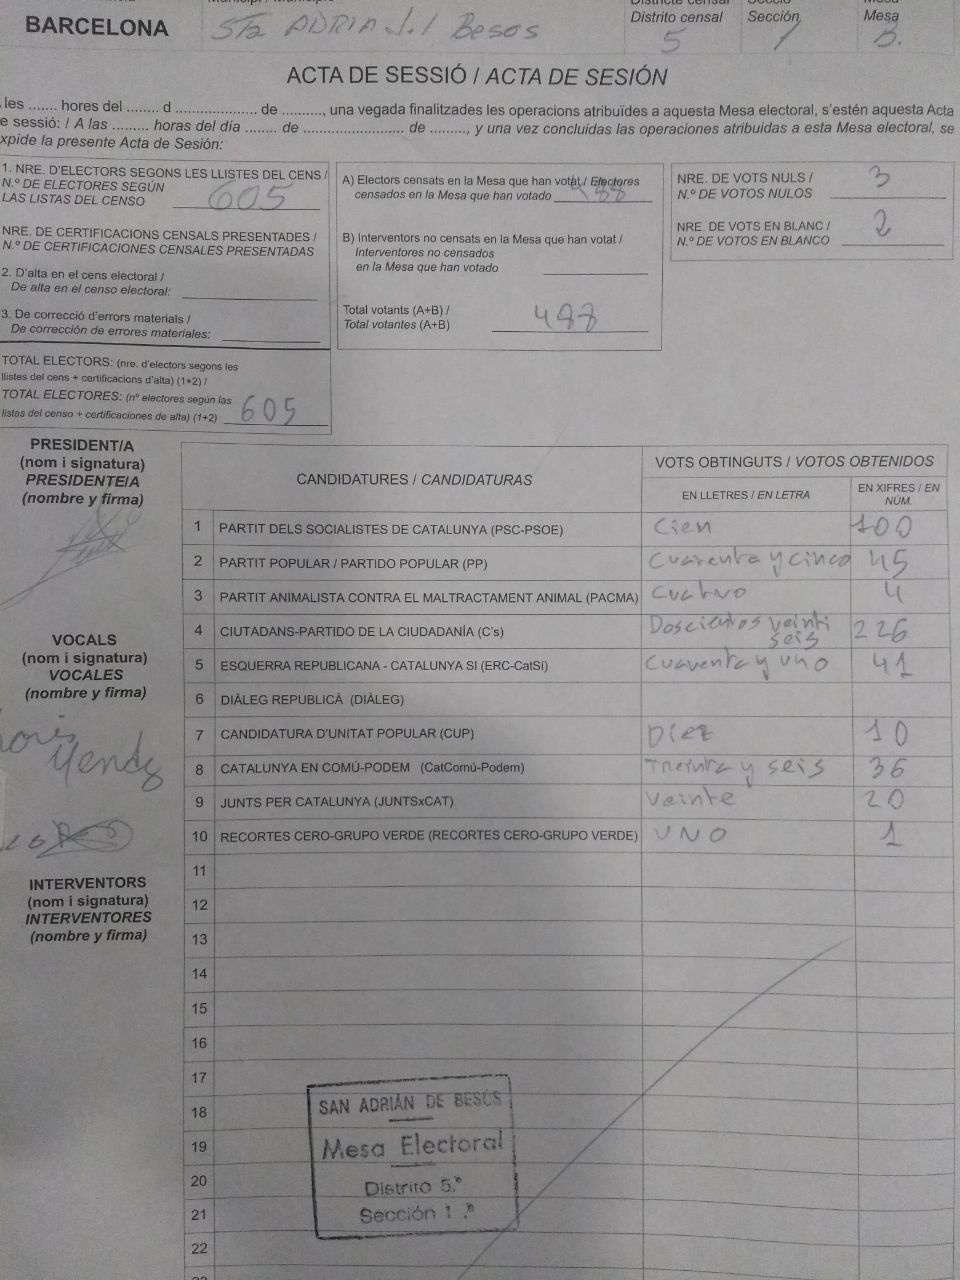 BARCELONA
Sta ADRIA d.l Besos
Districte censal
Distrito censal
5
Secció
Sección
1
Mesa
Mesa
B.
ACTA DE SESSIÓ / ACTA DE SESIÓN
les ....... hores del ........ d .................... de .........., una vegada finalitzades les operacions atribuïdes a aquesta Mesa electoral, s'estén aquesta Acta
e sessió: / A las ......... horas del día ........ de ......................... de ........., y una vez concluidas las operaciones atribuidas a esta Mesa electoral, se
xpide la presente Acta de Sesión:
1. NRE. D'ELECTORS SEGONS LES LLISTES DEL CENS /
N.º DE ELECTORES SEGÚN
LAS LISTAS DEL CENSO 605
NRE. DE CERTIFICACIONS CENSALS PRESENTADES /
N.º DE CERTIFICACIONES CENSALES PRESENTADAS
2. D'alta en el cens electoral /
De alta en el censo electoral:
3. De correcció d'errors materials /
De corrección de errores materiales:
TOTAL ELECTORS: (nre. d'electors segons les
llistes del cens + certificacions d'alta) (1+2) /
TOTAL ELECTORES: (nº electores según las
listas del censo + certificaciones de alta) (1+2) 605
A) Electors censats en la Mesa que han votat / Electores
censados en la Mesa que han votado 488
B) Interventors no censats en la Mesa que han votat /
Interventores no censados
en la Mesa que han votado
Total votants (A+B) /
Total votantes (A+B) 488
NRE. DE VOTS NULS /
N.º DE VOTOS NULOS 3
NRE. DE VOTS EN BLANC /
N.º DE VOTOS EN BLANCO 2
PRESIDENT/A
(nom i signatura)
PRESIDENTE/A
(nombre y firma)
VOCALS
(nom i signatura)
VOCALES
(nombre y firma)
INTERVENTORS
(nom i signatura)
INTERVENTORES
(nombre y firma)
CANDIDATURES / CANDIDATURAS
VOTS OBTINGUTS / VOTOS OBTENIDOS
EN LLETRES / EN LETRA
EN XIFRES / EN
NÚM.
1 PARTIT DELS SOCIALISTES DE CATALUNYA (PSC-PSOE) Cien 100
2 PARTIT POPULAR / PARTIDO POPULAR (PP) Cuarenta y cinco 45
3 PARTIT ANIMALISTA CONTRA EL MALTRACTAMENT ANIMAL (PACMA) Cuatro 4
4 CIUTADANS-PARTIDO DE LA CIUDADANÍA (C's) Doscientos veinti seis 226
5 ESQUERRA REPUBLICANA - CATALUNYA SI (ERC-CatSí) Cuarenta y uno 41
6 DIÀLEG REPUBLICÀ (DIÀLEG)
7 CANDIDATURA D'UNITAT POPULAR (CUP) Diez 10
8 CATALUNYA EN COMÚ-PODEM (CatComú-Podem) Treinta y seis 36
9 JUNTS PER CATALUNYA (JUNTSxCAT) Veinte 20
10 RECORTES CERO-GRUPO VERDE (RECORTES CERO-GRUPO VERDE) UNO 1
11
12
13
14
15
16
17
18
19
20
21
22
SAN ADRIÁN DE BESÓS
Mesa Electoral
Distrito 5.º
Sección 1.ª